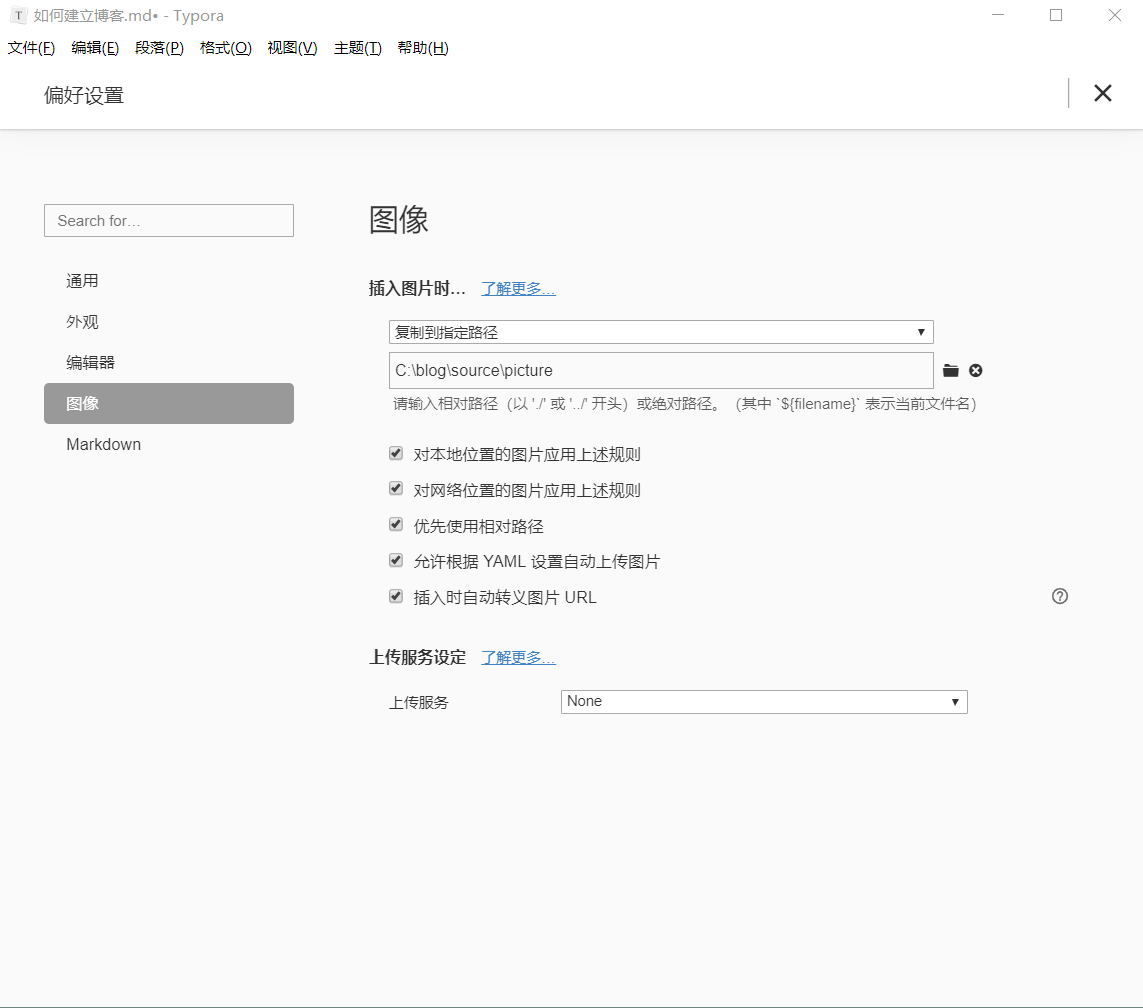 T 如何建立博客.md• - Typora
文件(F) 编辑(E) 段落(P) 格式(O) 视图(V) 主题(T) 帮助(H)
偏好设置
Search for…
通用
外观
编辑器
图像
Markdown
图像
插入图片时… 了解更多…
复制到指定路径
C:\blog\source\picture
请输入相对路径（以 './' 或 '../' 开头）或绝对路径。（其中 `${filename}` 表示当前文件名）
对本地位置的图片应用上述规则
对网络位置的图片应用上述规则
优先使用相对路径
允许根据 YAML 设置自动上传图片
插入时自动转义图片 URL
上传服务设定 了解更多…
上传服务 None